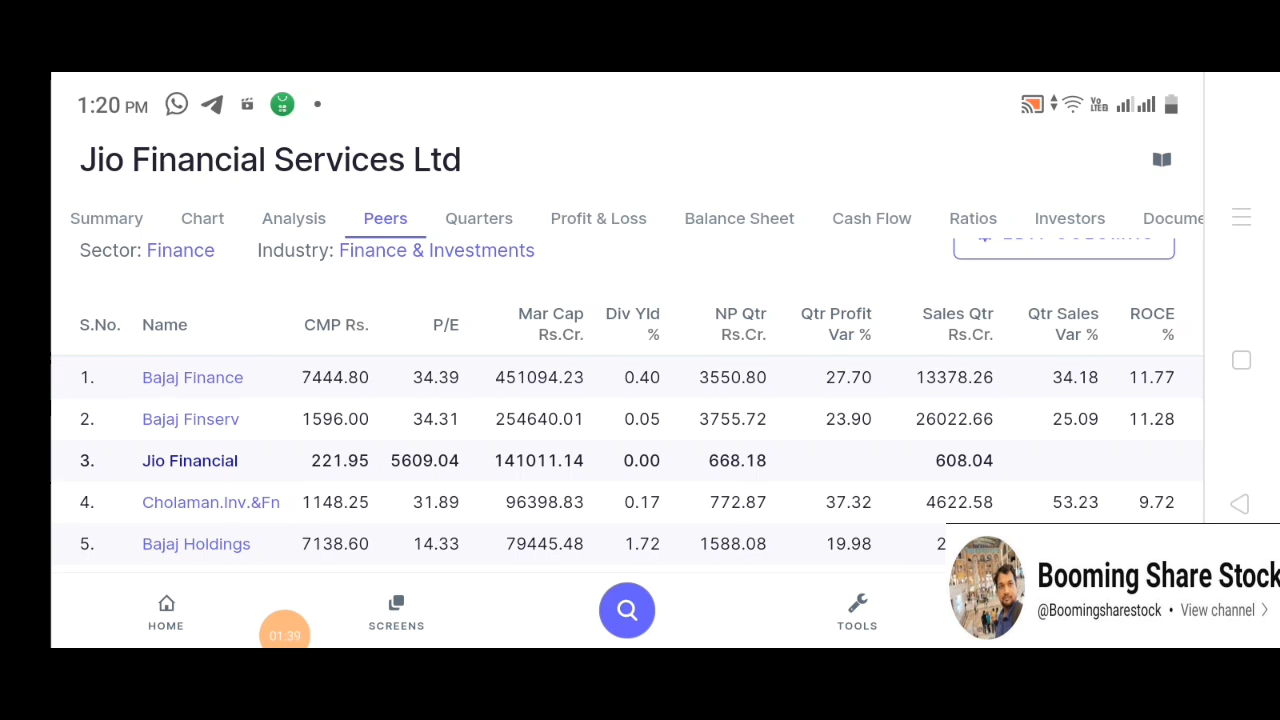 1:20 PM
Jio Financial Services Ltd
Summary Chart Analysis Peers Quarters Profit & Loss Balance Sheet Cash Flow Ratios Investors Docume
Sector: Finance Industry: Finance & Investments
S.No. Name CMP Rs. P/E Mar Cap Rs.Cr. Div Yld % NP Qtr Rs.Cr. Qtr Profit Var % Sales Qtr Rs.Cr. Qtr Sales Var % ROCE %
1. Bajaj Finance 7444.80 34.39 451094.23 0.40 3550.80 27.70 13378.26 34.18 11.77
2. Bajaj Finserv 1596.00 34.31 254640.01 0.05 3755.72 23.90 26022.66 25.09 11.28
3. Jio Financial 221.95 5609.04 141011.14 0.00 668.18 608.04
4. Cholaman.Inv.&Fn 1148.25 31.89 96398.83 0.17 772.87 37.32 4622.58 53.23 9.72
5. Bajaj Holdings 7138.60 14.33 79445.48 1.72 1588.08 19.98 2
Booming Share Stock
@Boomingsharestock • View channel
HOME SCREENS TOOLS
01:39